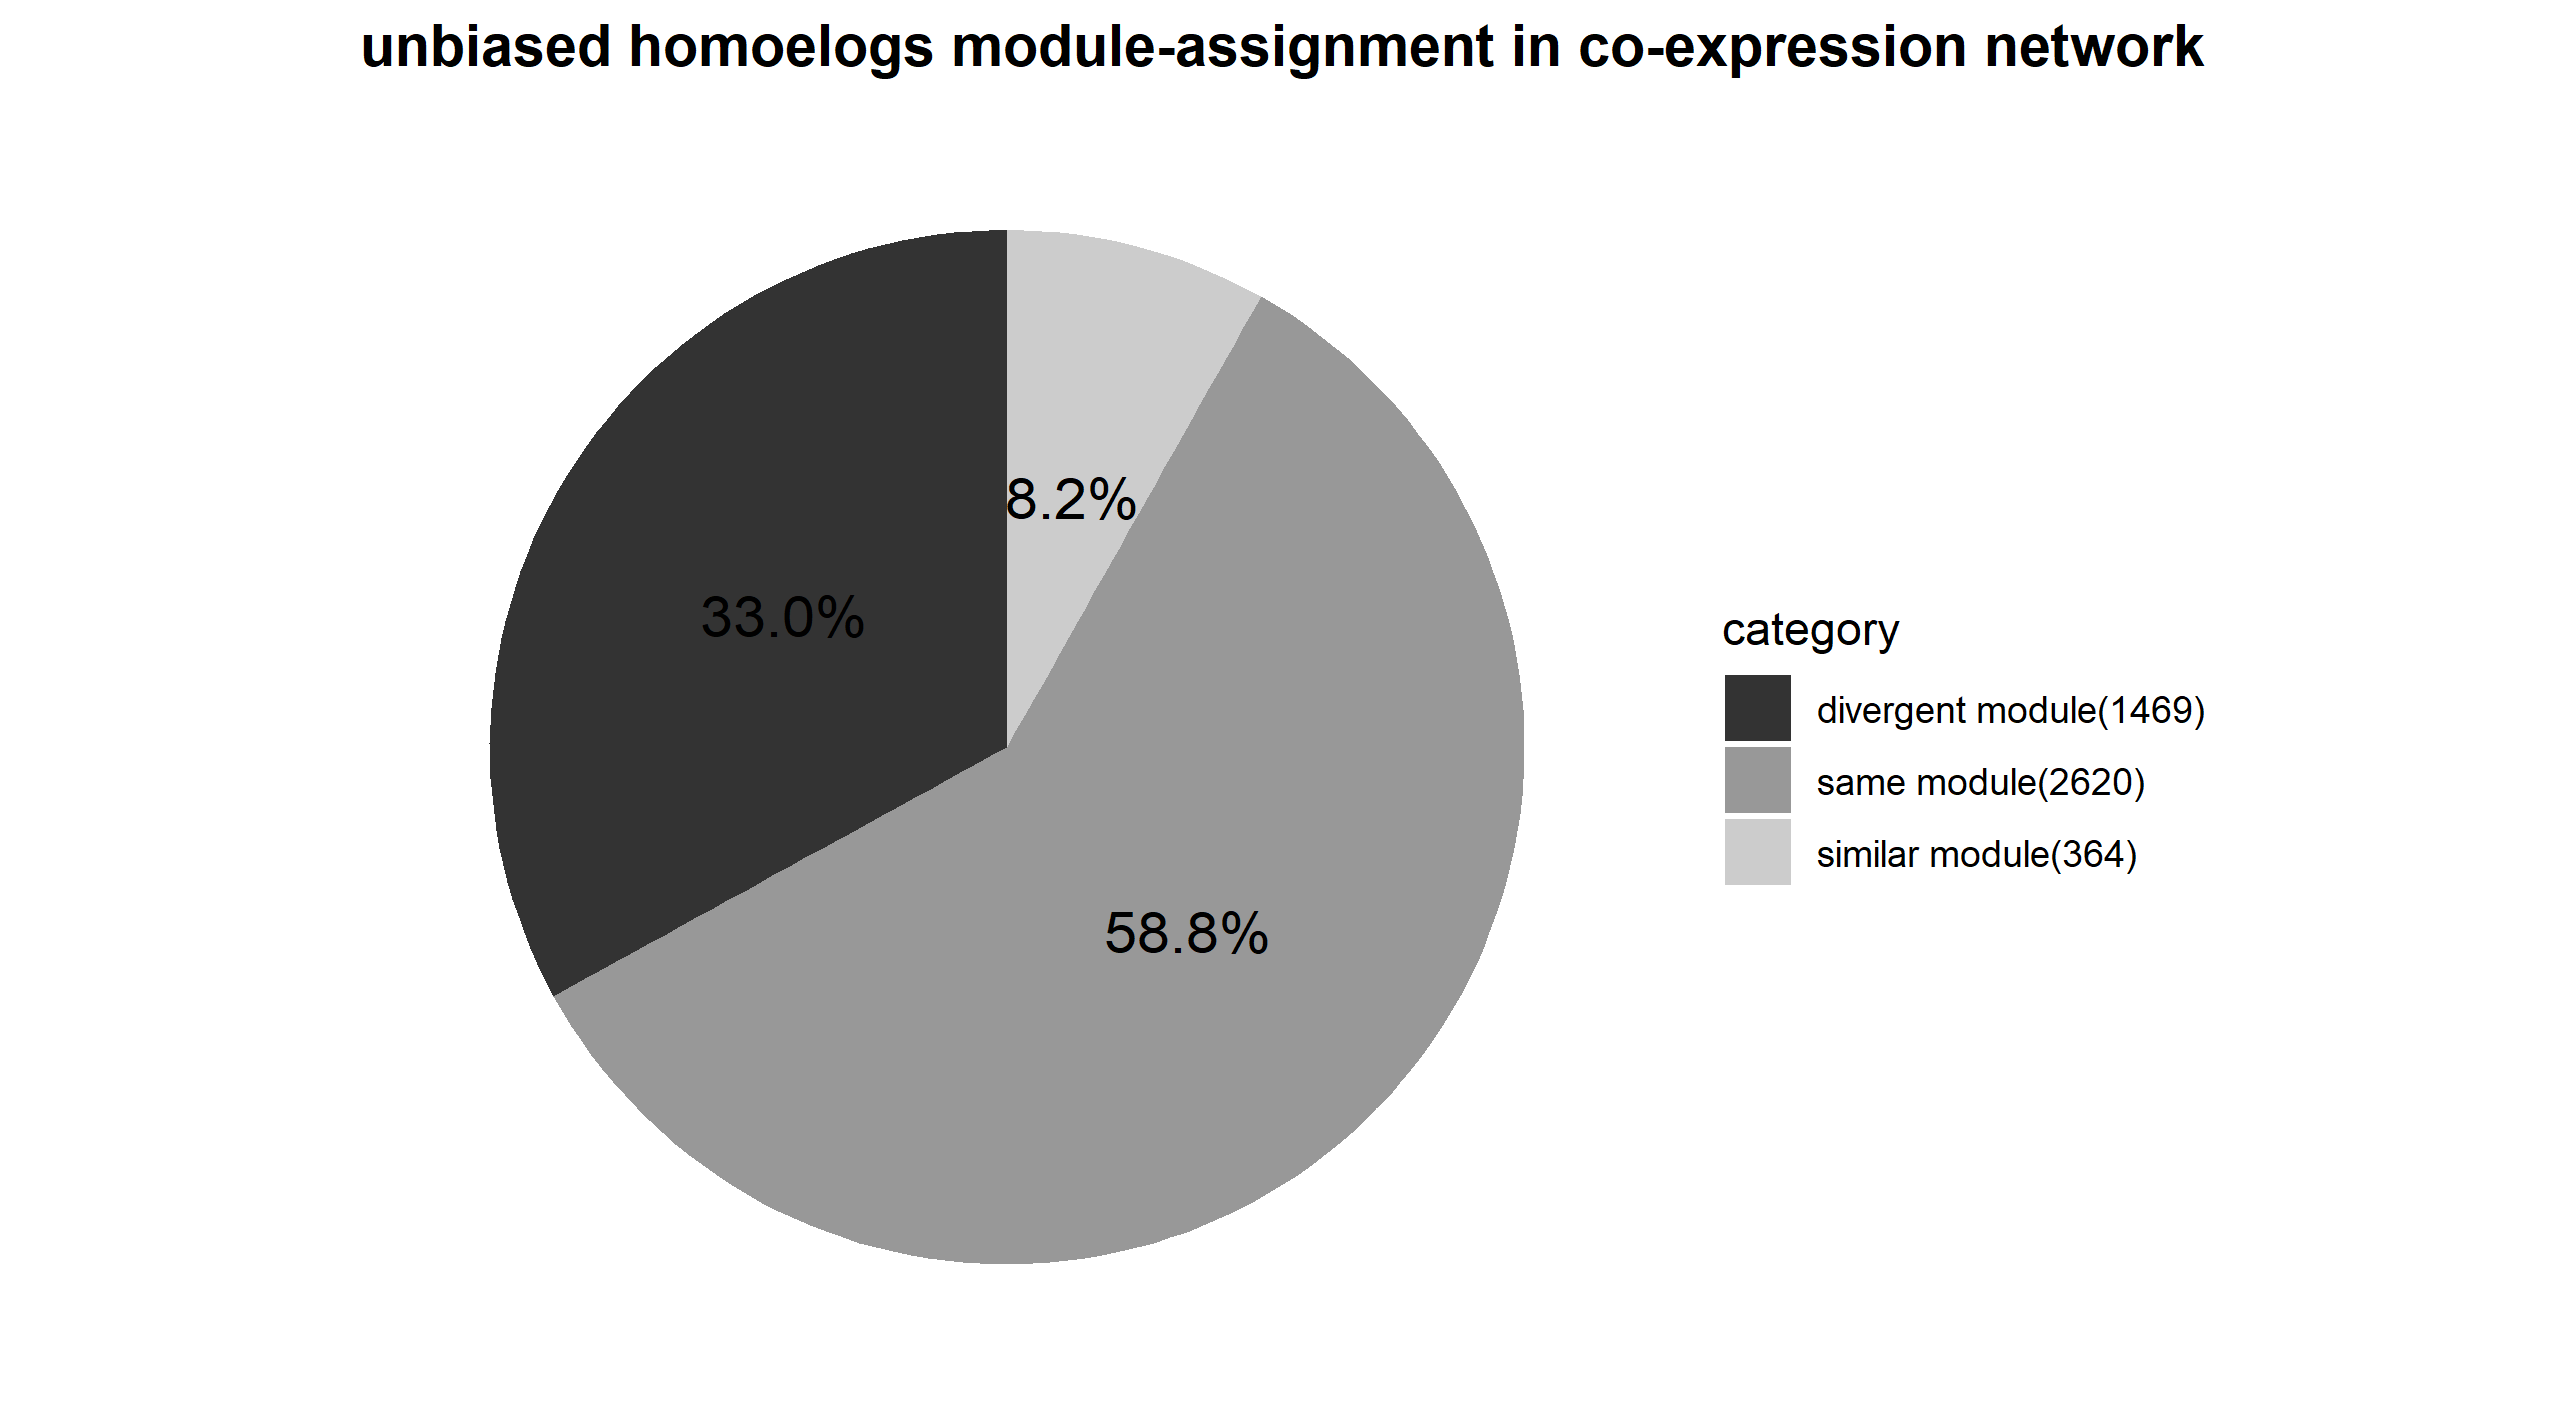 unbiased homoelogs module-assignment in co-expression network
8.2%
33.0%
58.8%
category
divergent module(1469)
same module(2620)
similar module(364)